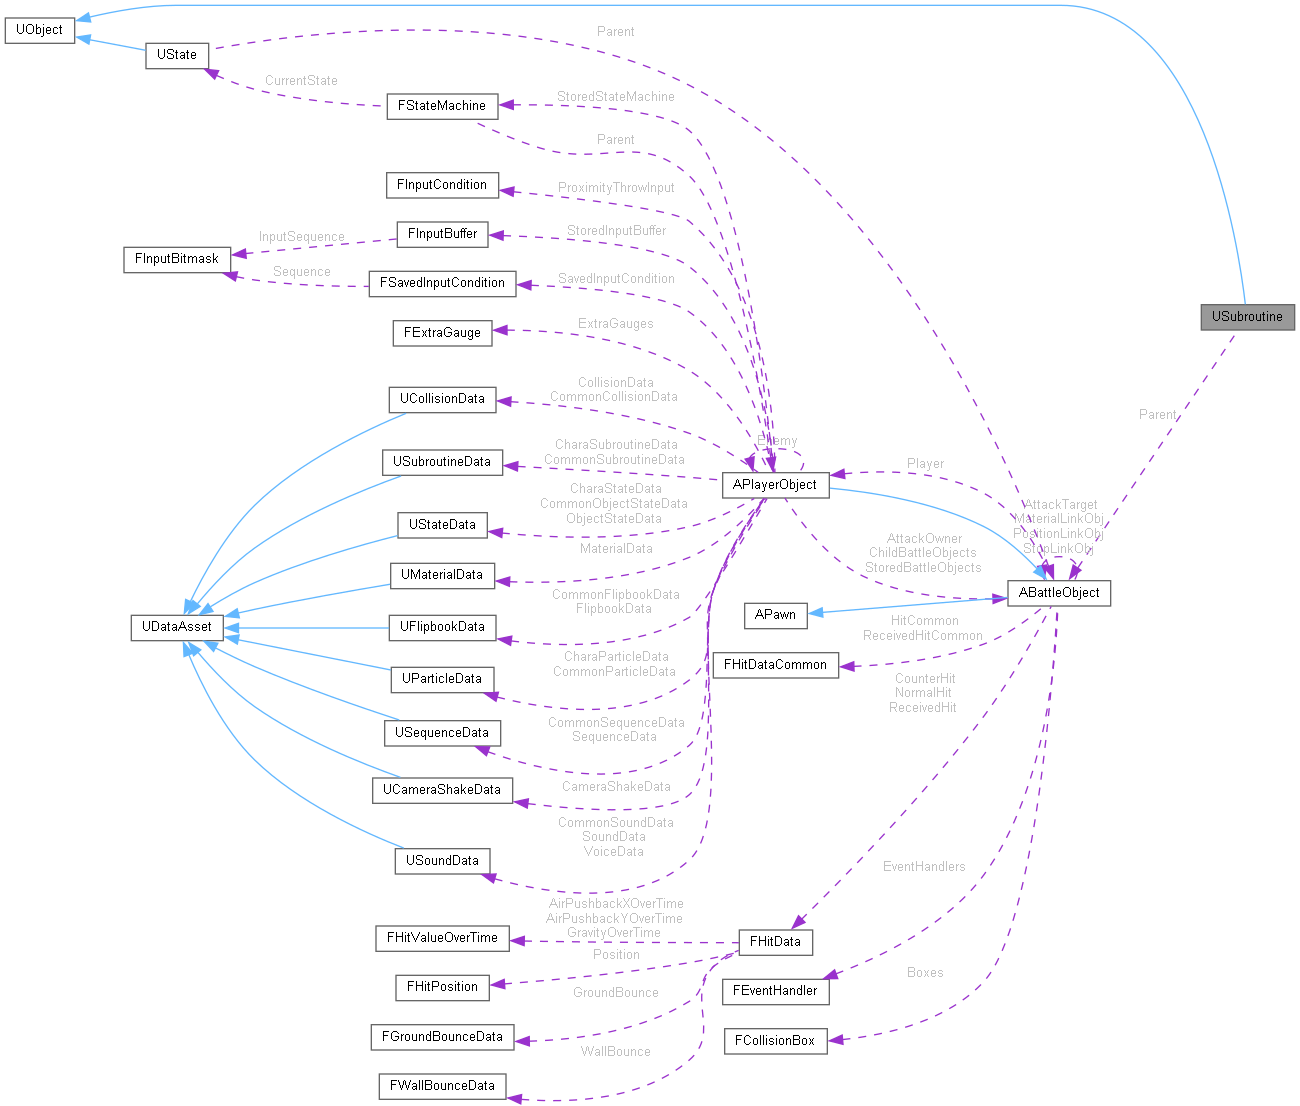 UObject
UState
Parent
CurrentState
FStateMachine
StoredStateMachine
Parent
FInputCondition
ProximityThrowInput
FInputBuffer
StoredInputBuffer
InputSequence
FInputBitmask
Sequence
FSavedInputCondition
SavedInputCondition
USubroutine
FExtraGauge
ExtraGauges
UCollisionData
CollisionData
CommonCollisionData
Parent
Enemy
USubroutineData
CharaSubroutineData
CommonSubroutineData
APlayerObject
Player
UStateData
CharaStateData
CommonObjectStateData
ObjectStateData
AttackTarget
MaterialLinkObj
PositionLinkObj
StopLinkObj
AttackOwner
ChildBattleObjects
StoredBattleObjects
UMaterialData
MaterialData
ABattleObject
UDataAsset
UFlipbookData
CommonFlipbookData
FlipbookData
APawn
HitCommon
ReceivedHitCommon
UParticleData
CharaParticleData
CommonParticleData
FHitDataCommon
CounterHit
NormalHit
ReceivedHit
USequenceData
CommonSequenceData
SequenceData
UCameraShakeData
CameraShakeData
USoundData
CommonSoundData
SoundData
VoiceData
EventHandlers
FHitValueOverTime
AirPushbackXOverTime
AirPushbackYOverTime
GravityOverTime
FHitData
Position
Boxes
FHitPosition
GroundBounce
FEventHandler
FGroundBounceData
FCollisionBox
WallBounce
FWallBounceData